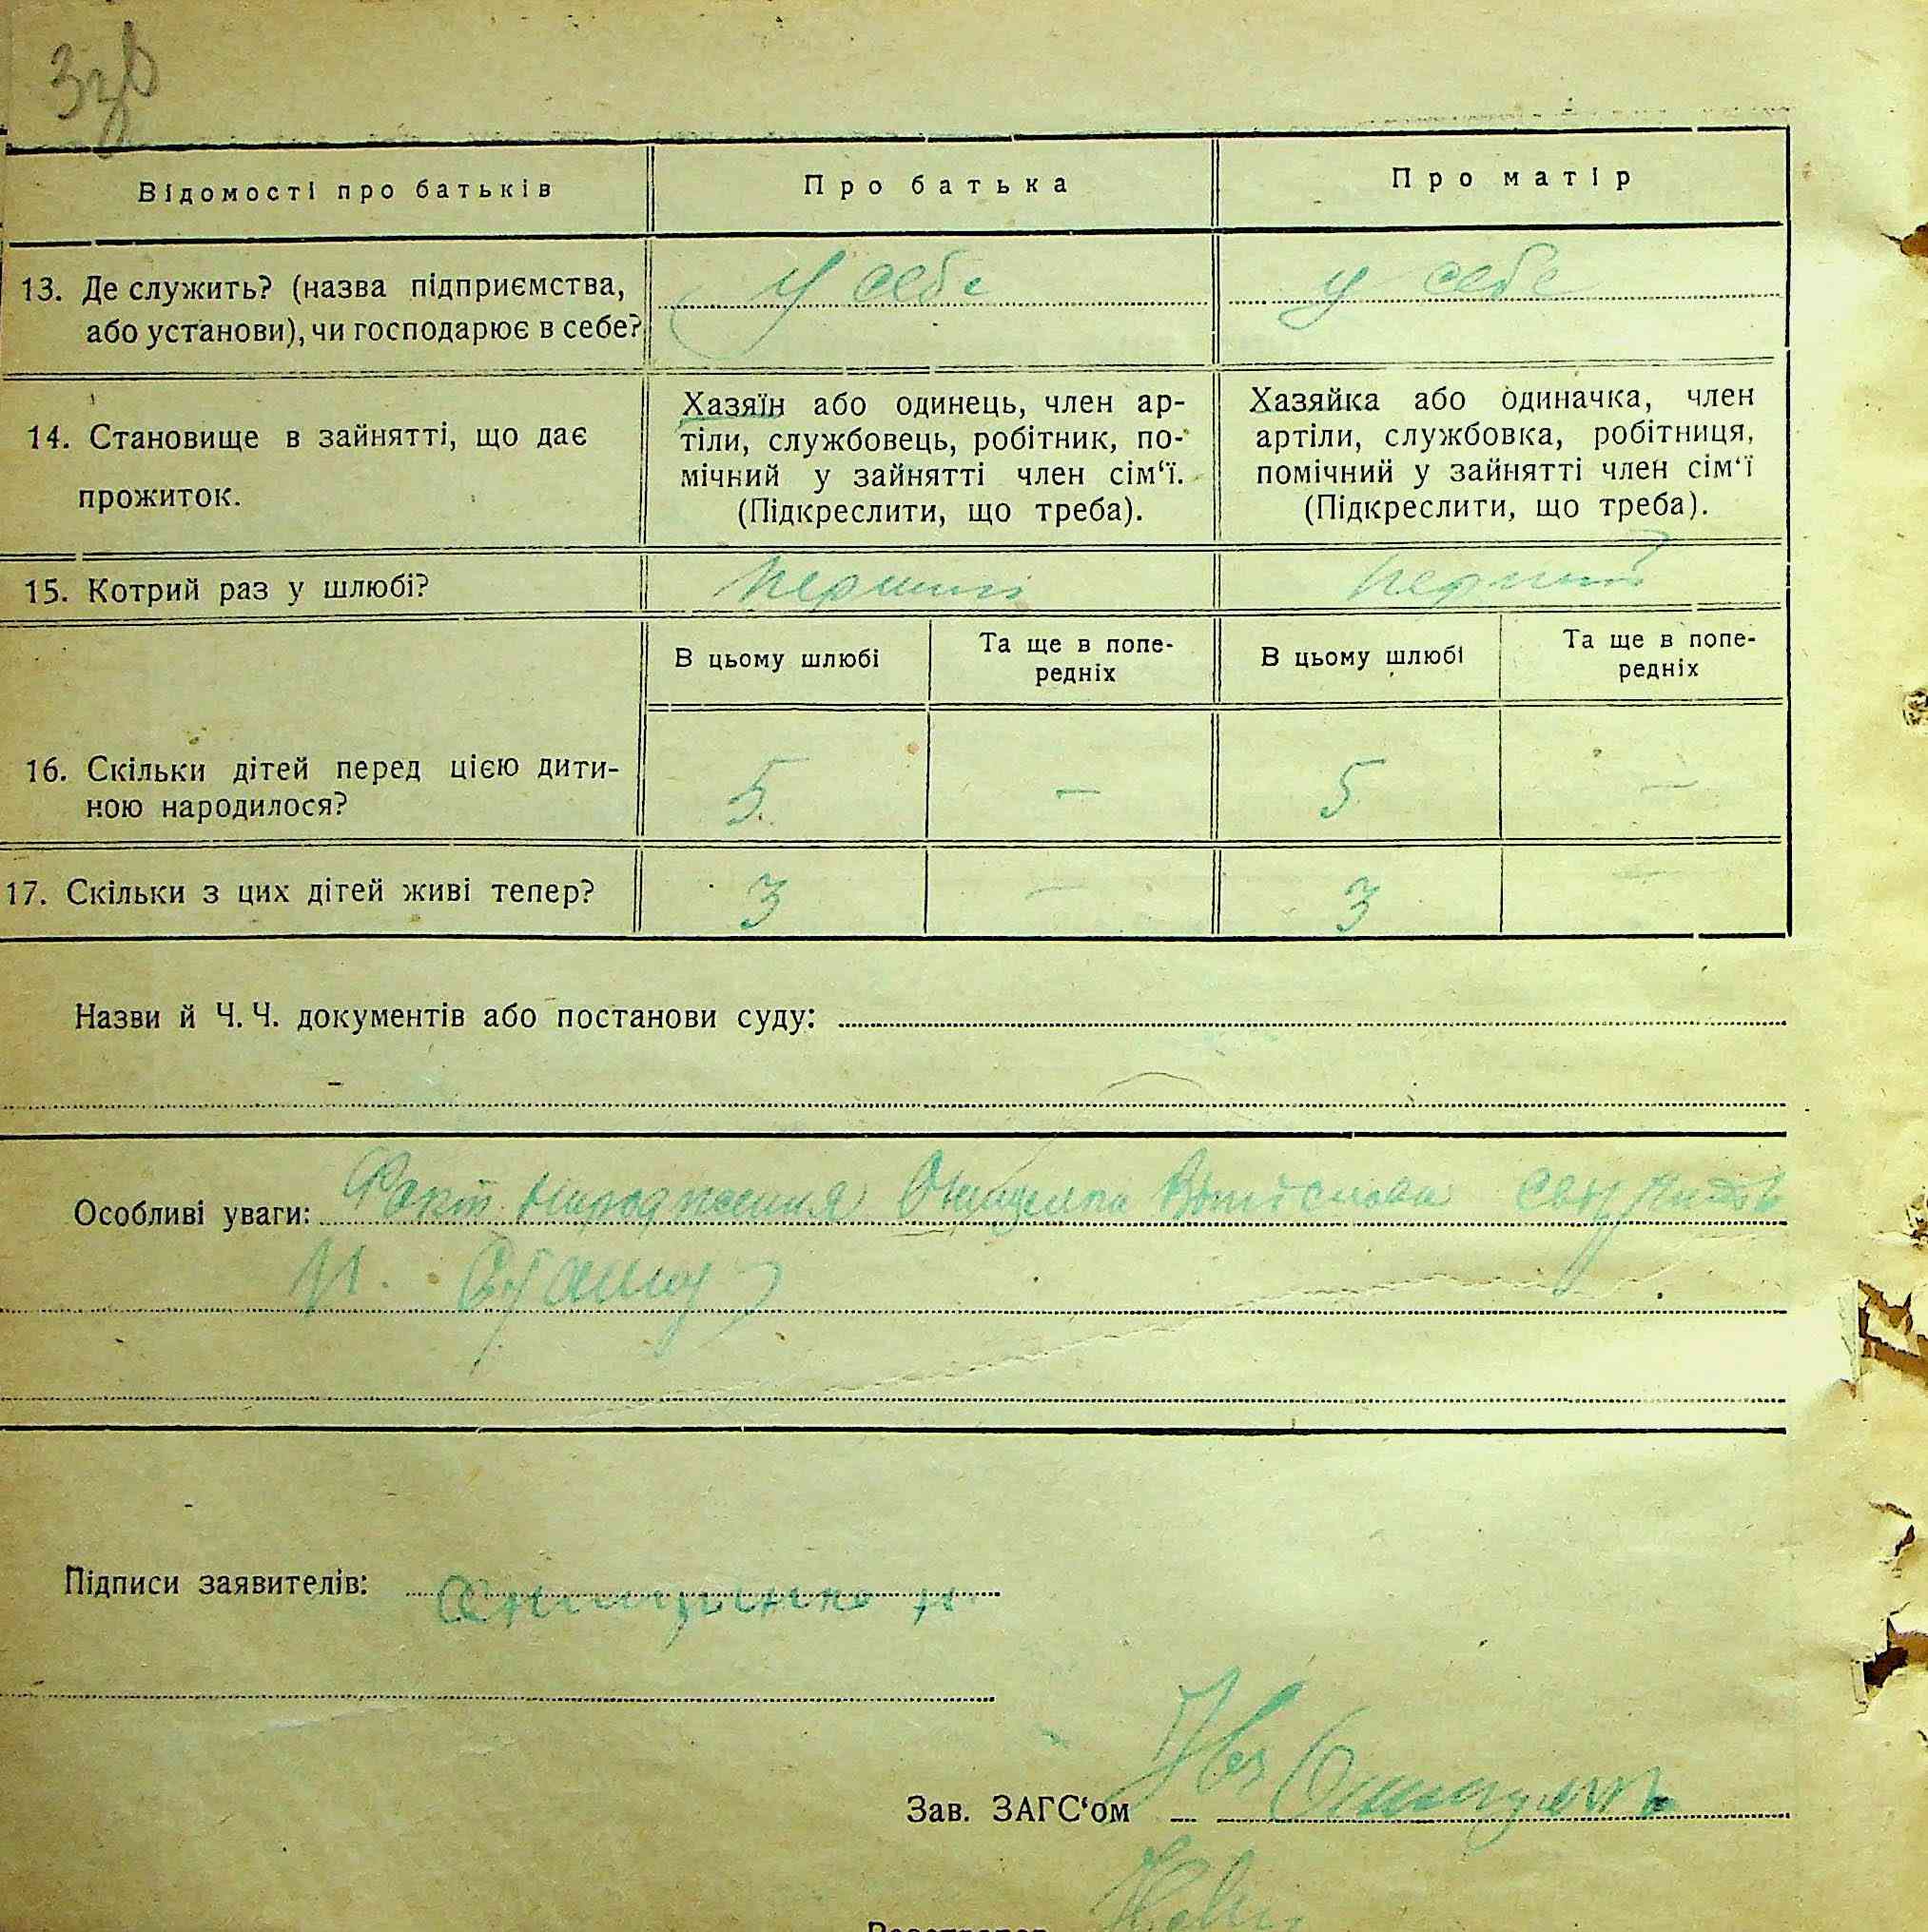 Відомості про батьків
Про батька
Про матір
13. Де служить? (назва підприємства,
або установи), чи господарює в себе?
у себе
у себе
14. Становище в зайнятті, що дає
прожиток.
Хазяїн або одинець, член ар-
тіли, службовець, робітник, по-
мічний у зайнятті член сім‘ї.
(Підкреслити, що треба).
Хазяйка або одиначка, член
артіли, службовка, робітниця,
помічний у зайнятті член сім‘ї
(Підкреслити, що треба).
15. Котрий раз у шлюбі?
перший
перший
В цьому шлюбі
Та ще в попе-
редніх
В цьому шлюбі
Та ще в попе-
редніх
16. Скільки дітей перед цією дити-
ною народилося?
5
—
5
—
17. Скільки з цих дітей живі тепер?
3
—
3
—
Назви й Ч. Ч. документів або постанови суду:
Особливі уваги: Факт народження
Підписи заявителів:
Зав. ЗАГС‘ом